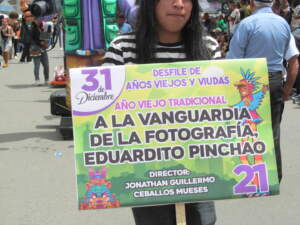 31
de Diciembre
DESFILE DE
AÑOS VIEJOS Y VIUDAS
AÑO VIEJO TRADICIONAL
A LA VANGUARDIA
DE LA FOTOGRAFÍA,
EDUARDITO PINCHAO
DIRECTOR:
JONATHAN GUILLERMO
CEBALLOS MUESES
21